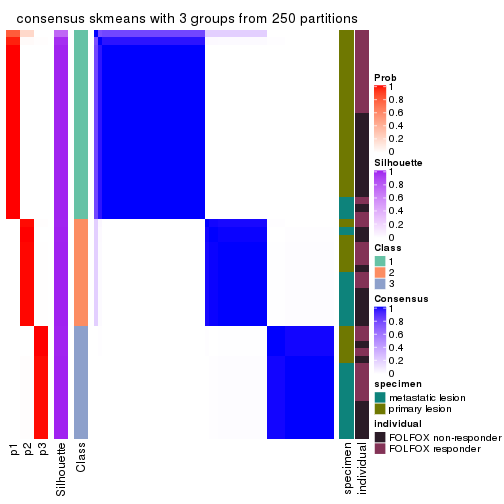 consensus skmeans with 3 groups from 250 partitions
Prob
1
0.8
0.6
0.4
0.2
0
Silhouette
1
0.8
0.6
0.4
0.2
0
Class
1
2
3
Consensus
1
0.8
0.6
0.4
0.2
0
specimen
metastatic lesion
primary lesion
individual
FOLFOX non-responder
FOLFOX responder
p1
p2
p3
Silhouette
Class
specimen
individual